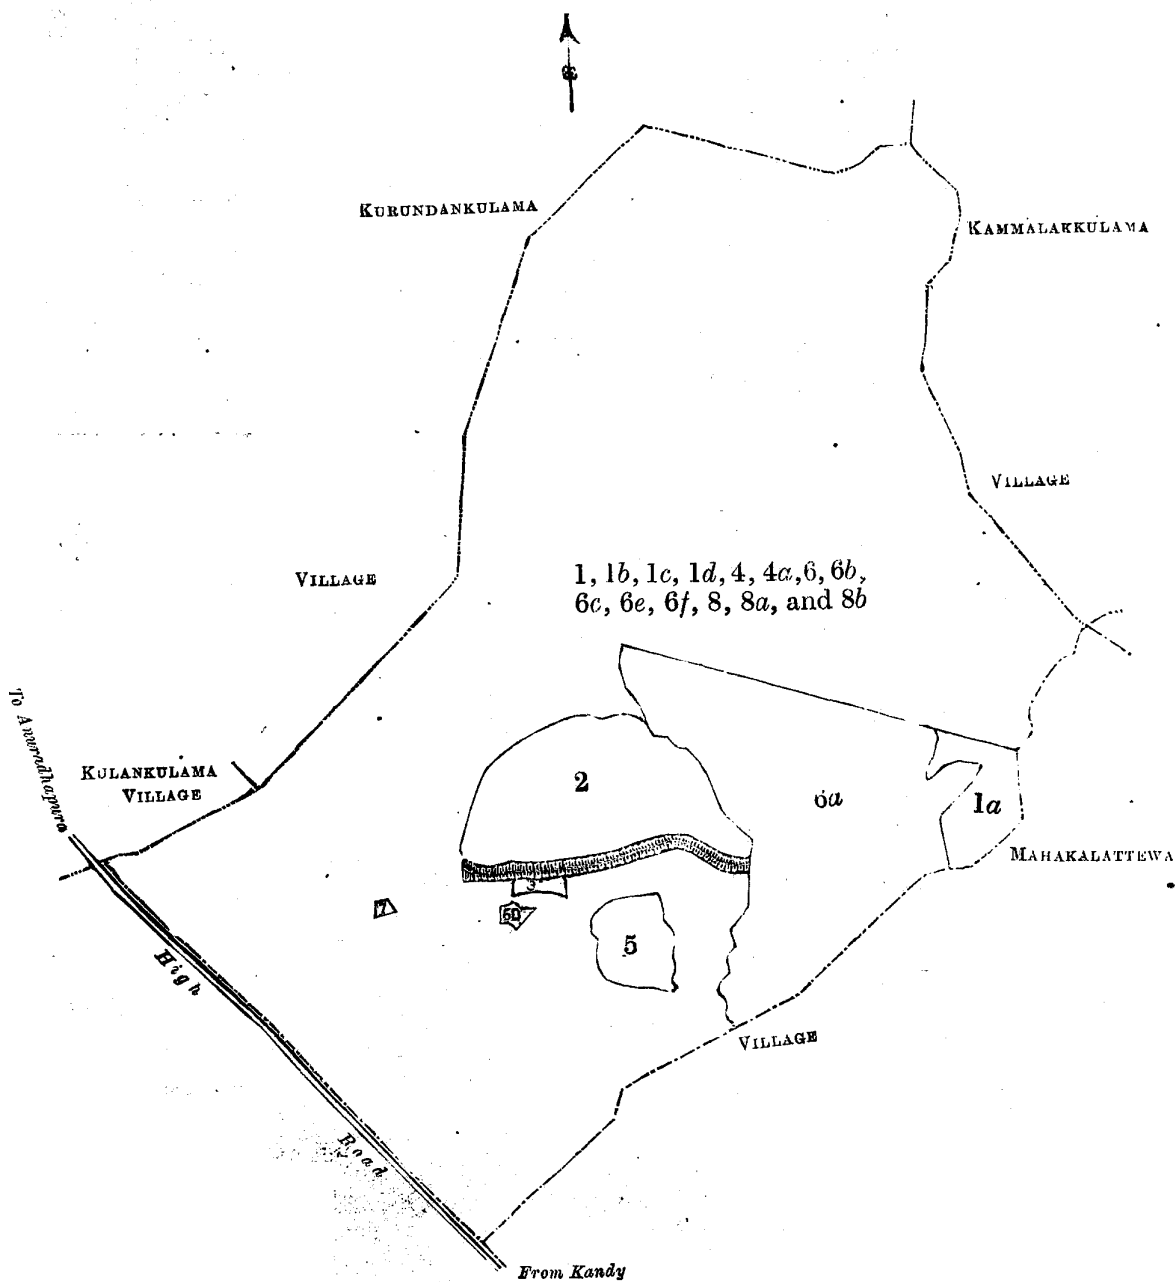 KURUNDANKULAMA
KAMMALAKKULAMA
VILLAGE
VILLAGE
1, 1b, 1c, 1d, 4, 4a, 6, 6b,
6c, 6e, 6f, 8, 8a, and 8b
To Anuradhapura
KULANKULAMA
VILLAGE
2
6a
1a
MAHAKALATTEWA
3
7
6D
5
High
VILLAGE
Road
From Kandy